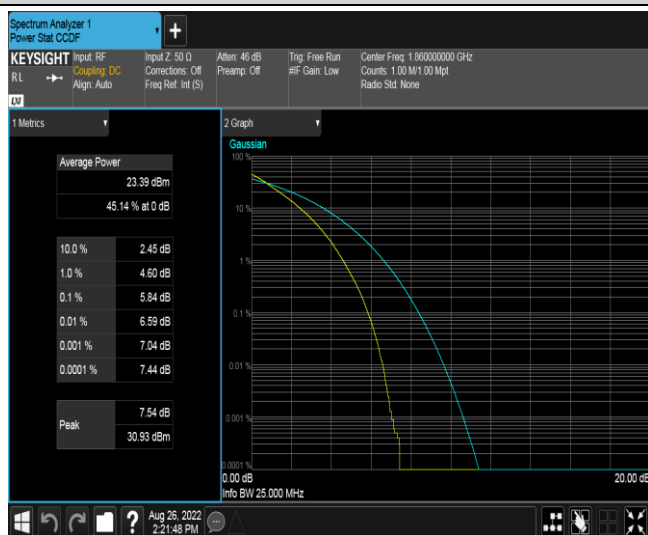 Spectrum Analyzer 1
Power Stat CCDF
+
KEYSIGHT
RL
LXI
Input: RF
Coupling: DC
Align: Auto
Input Z: 50 Ω
Corrections: Off
Freq Ref: Int (S)
Atten: 46 dB
Preamp: Off
Trig: Free Run
#IF Gain: Low
Center Freq: 1.860000000 GHz
Counts: 1.00 M/1.00 Mpt
Radio Std: None
1 Metrics
Average Power
23.39 dBm
45.14 % at 0 dB
10.0 % 2.45 dB
1.0 % 4.60 dB
0.1 % 5.84 dB
0.01 % 6.59 dB
0.001 % 7.04 dB
0.0001 % 7.44 dB
Peak
7.54 dB
30.93 dBm
2 Graph
Gaussian
100 %
10 %
1 %
0.1 %
0.01 %
0.001 %
0.0001 %
0.00 dB
20.00 dB
Info BW 25.000 MHz
?
Aug 26, 2022
2:21:48 PM